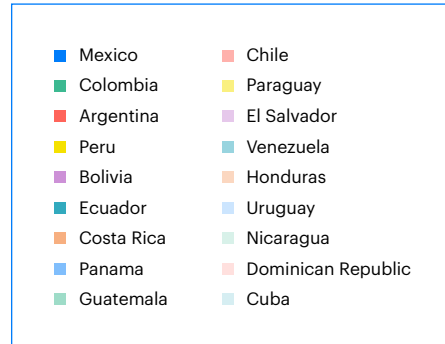 Mexico
Colombia
Argentina
Peru
Bolivia
Ecuador
Costa Rica
Panama
Guatemala
Chile
Paraguay
El Salvador
Venezuela
Honduras
Uruguay
Nicaragua
Dominican Republic
Cuba